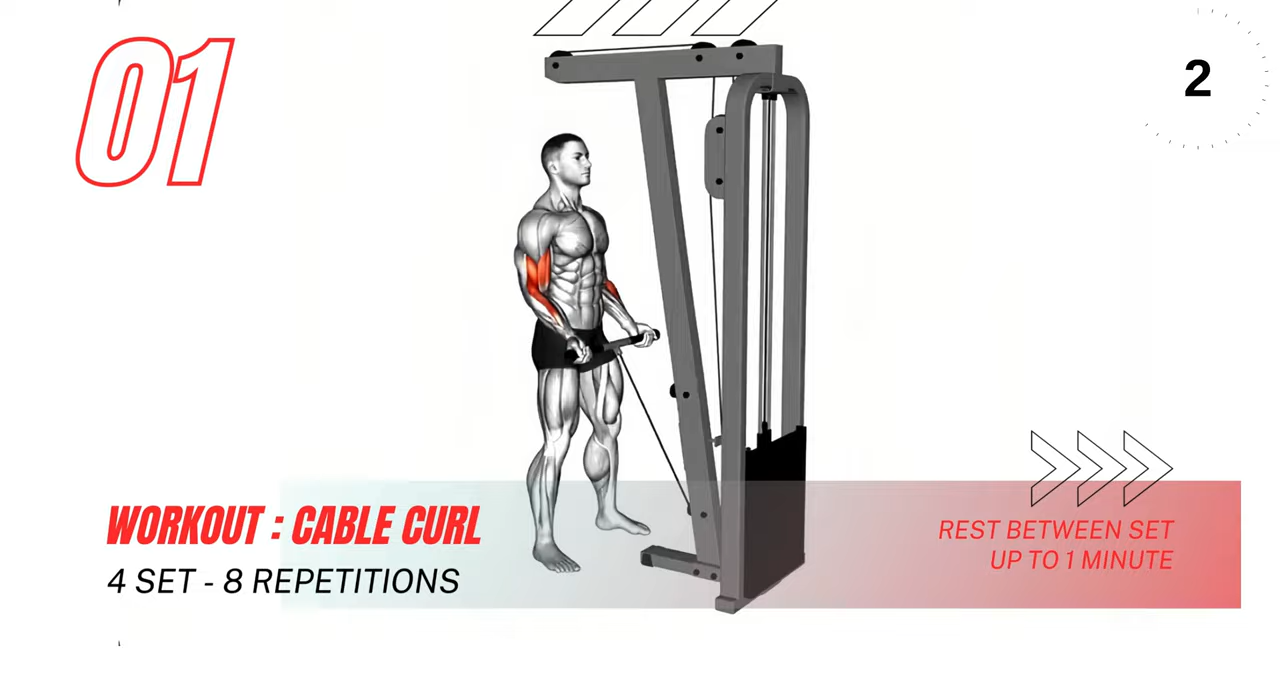 01
2
WORKOUT : CABLE CURL
4 SET - 8 REPETITIONS
REST BETWEEN SET
UP TO 1 MINUTE